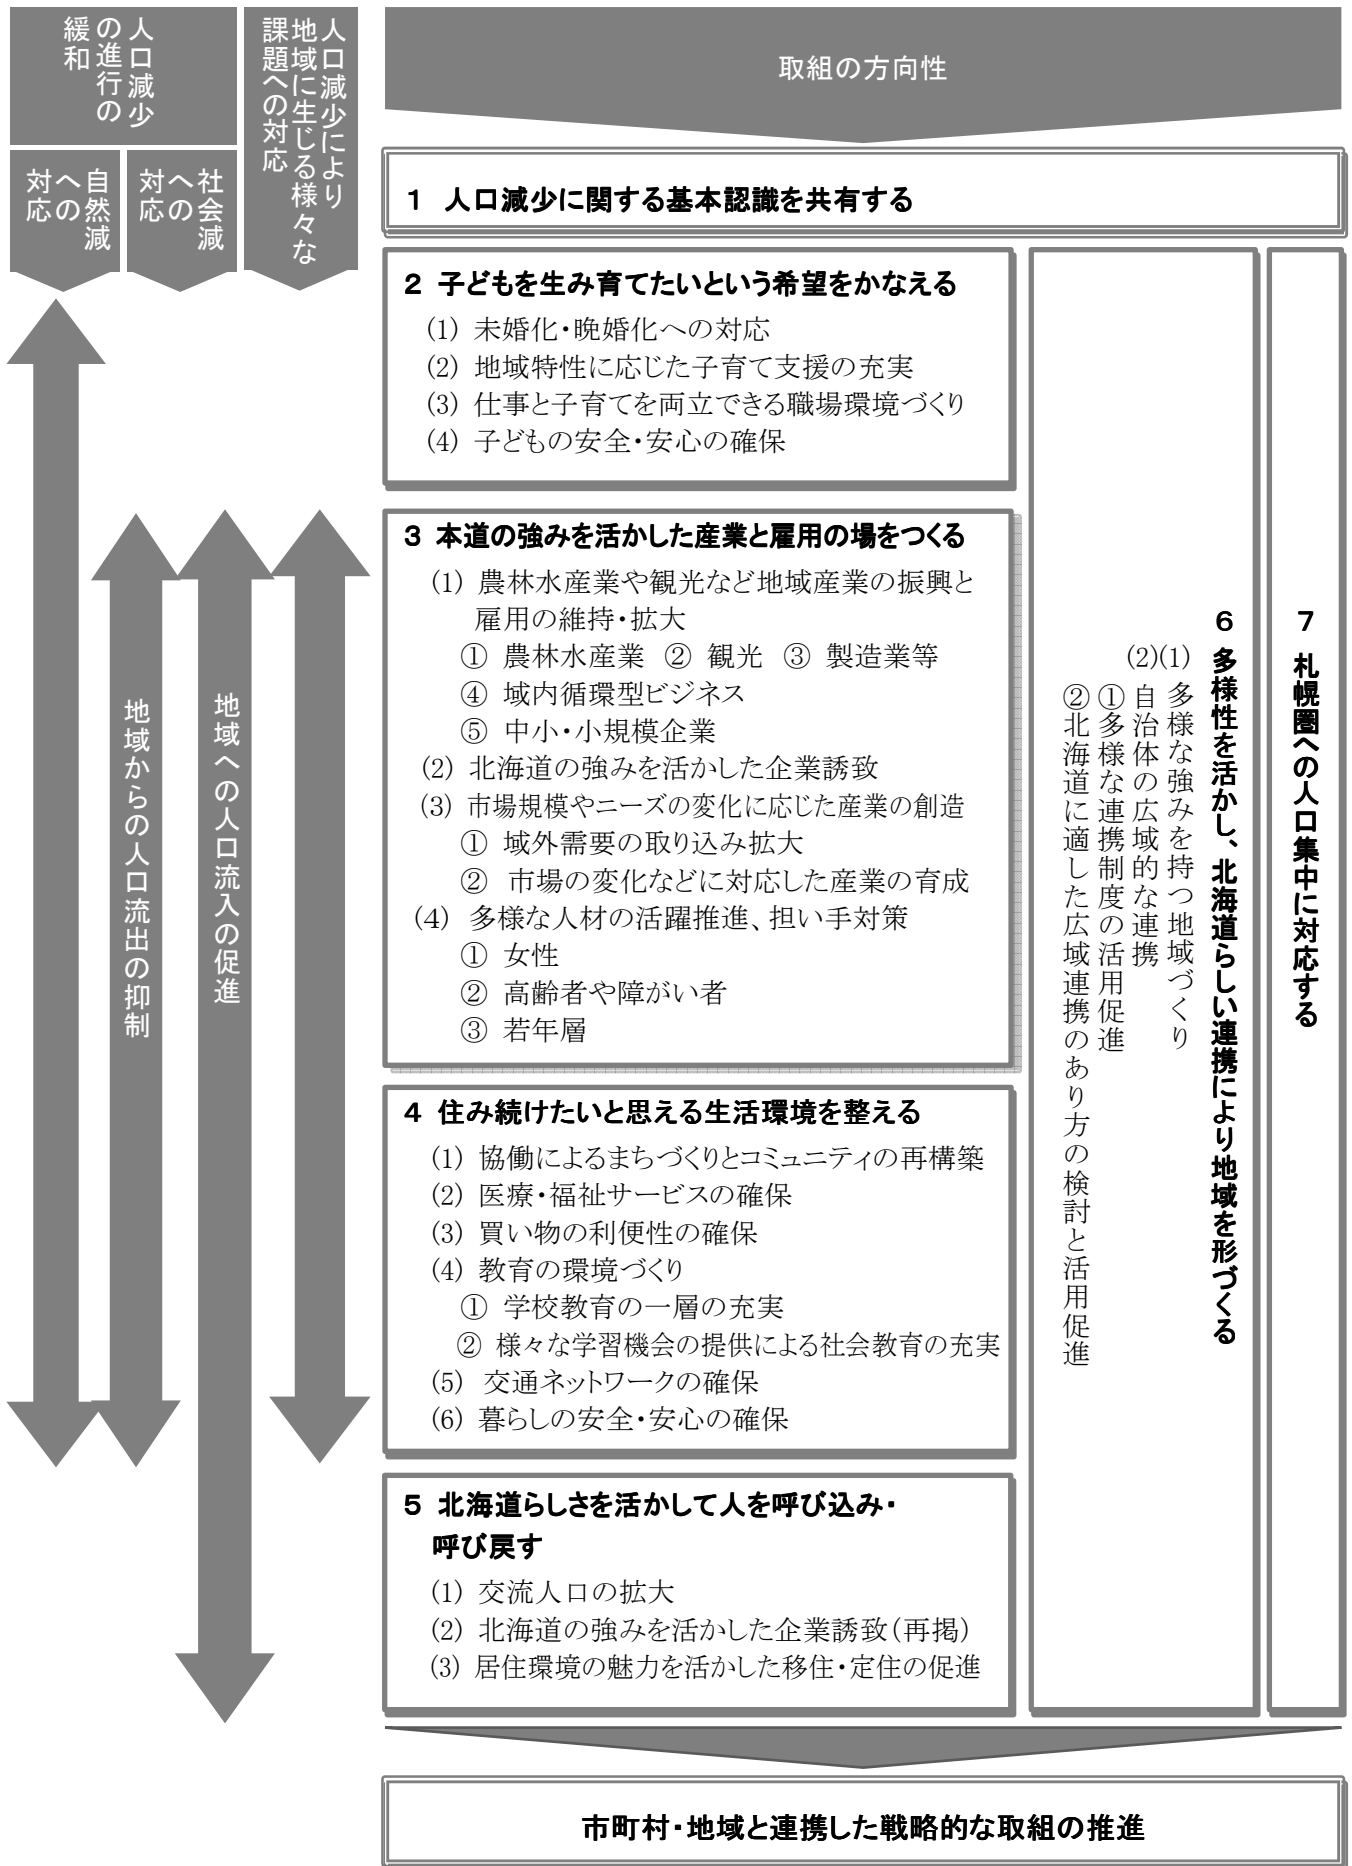 人口減少
の進行の
緩和
人口減少により
地域に生じる様々な
課題への対応
取組の方向性
自然減
への
対応
社会減
への
対応
1 人口減少に関する基本認識を共有する
2 子どもを生み育てたいという希望をかなえる
(1) 未婚化・晩婚化への対応
(2) 地域特性に応じた子育て支援の充実
(3) 仕事と子育てを両立できる職場環境づくり
(4) 子どもの安全・安心の確保
3 本道の強みを活かした産業と雇用の場をつくる
(1) 農林水産業や観光など地域産業の振興と
雇用の維持・拡大
① 農林水産業 ② 観光 ③ 製造業等
④ 域内循環型ビジネス
⑤ 中小・小規模企業
(2) 北海道の強みを活かした企業誘致
(3) 市場規模やニーズの変化に応じた産業の創造
① 域外需要の取り込み拡大
② 市場の変化などに対応した産業の育成
(4) 多様な人材の活躍推進、担い手対策
① 女性
② 高齢者や障がい者
③ 若年層
4 住み続けたいと思える生活環境を整える
(1) 協働によるまちづくりとコミュニティの再構築
(2) 医療・福祉サービスの確保
(3) 買い物の利便性の確保
(4) 教育の環境づくり
① 学校教育の一層の充実
② 様々な学習機会の提供による社会教育の充実
(5) 交通ネットワークの確保
(6) 暮らしの安全・安心の確保
5 北海道らしさを活かして人を呼び込み・
呼び戻す
(1) 交流人口の拡大
(2) 北海道の強みを活かした企業誘致(再掲)
(3) 居住環境の魅力を活かした移住・定住の促進
6 多様性を活かし、北海道らしい連携により地域を形づくる
(1) 多様な強みを持つ地域づくり
(2) 自治体の広域的な連携
① 多様な連携制度の活用促進
② 北海道に適した広域連携のあり方の検討と活用促進
7 札幌圏への人口集中に対応する
地域からの人口流出の抑制
地域への人口流入の促進
市町村・地域と連携した戦略的な取組の推進